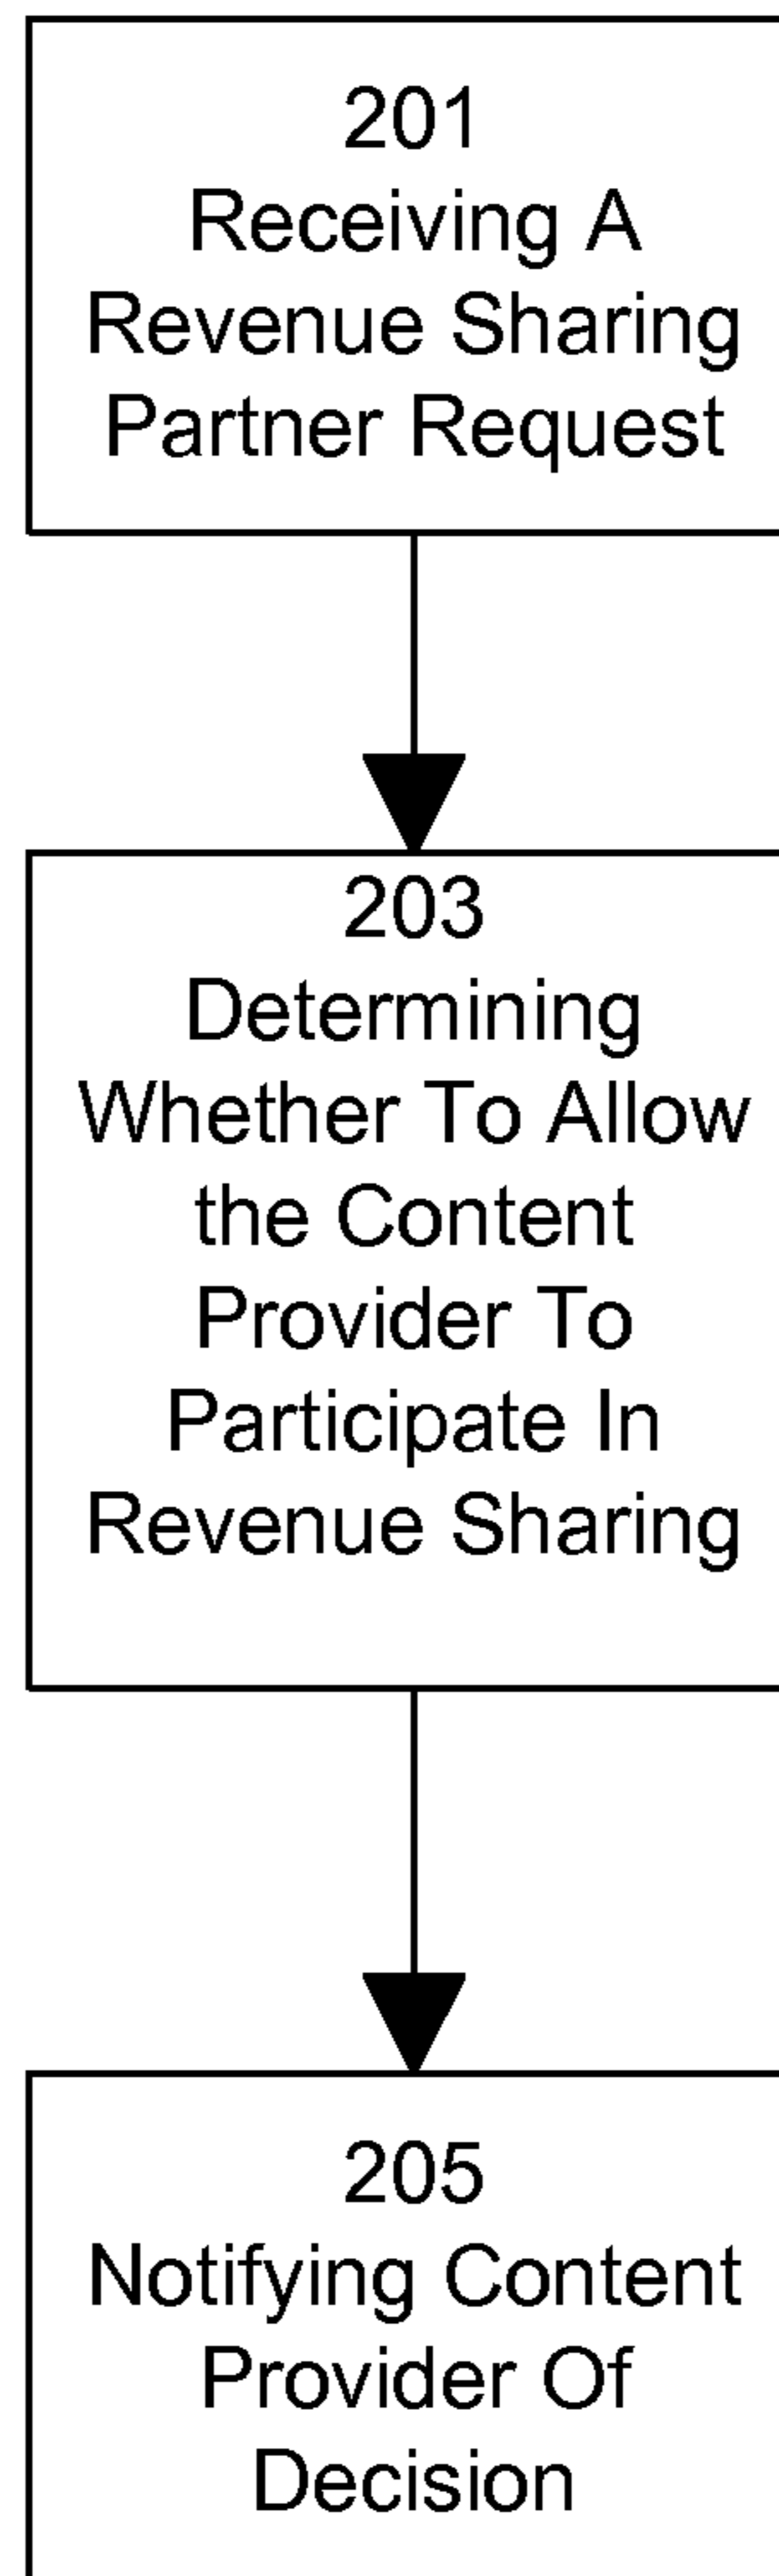 201
Receiving A
Revenue Sharing
Partner Request
203
Determining
Whether To Allow
the Content
Provider To
Participate In
Revenue Sharing
205
Notifying Content
Provider Of
Decision